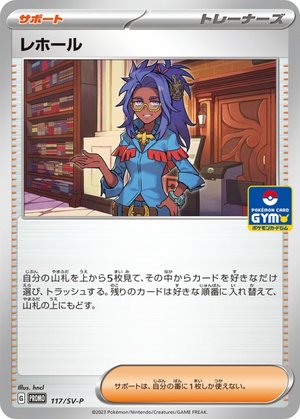 サポート
トレーナーズ
レホール
POKÉMON CARD
GYM
ポケモンカードジム
自分の山札を上から5枚見て、その中からカードを好きなだけ
選び、トラッシュする。残りのカードは好きな順番に入れ替えて、
山札の上にもどす。
Illus. hncl
サポートは、自分の番に1枚しか使えない。
G PROMO 117/SV-P
©2023 Pokémon/Nintendo/Creatures/GAME FREAK.